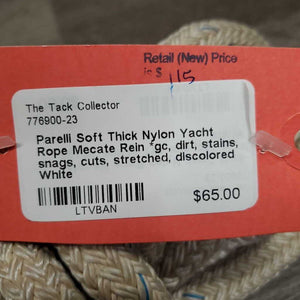 Retail (New) Price
is $ 115
The Tack Collector
776900-23
Parelli Soft Thick Nylon Yacht
Rope Mecate Rein *gc, dirt, stains,
snags, cuts, stretched, discolored
White
$65.00
LTVBAN